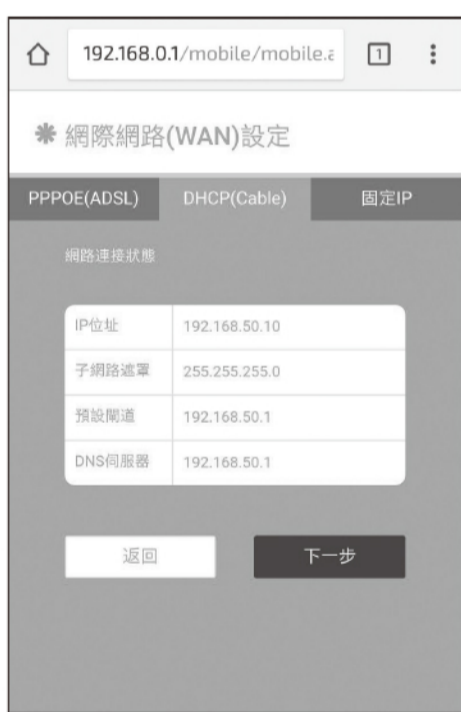 192.168.0.1/mobile/mobile.a
1
網際網路(WAN)設定
PPPOE(ADSL) DHCP(Cable) 固定IP
網路連接狀態
IP位址 192.168.50.10
子網路遮罩 255.255.255.0
預設閘道 192.168.50.1
DNS伺服器 192.168.50.1
返回 下一步